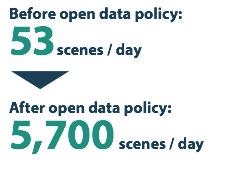 Before open data policy:
53 scenes / day
After open data policy:
5,700 scenes / day